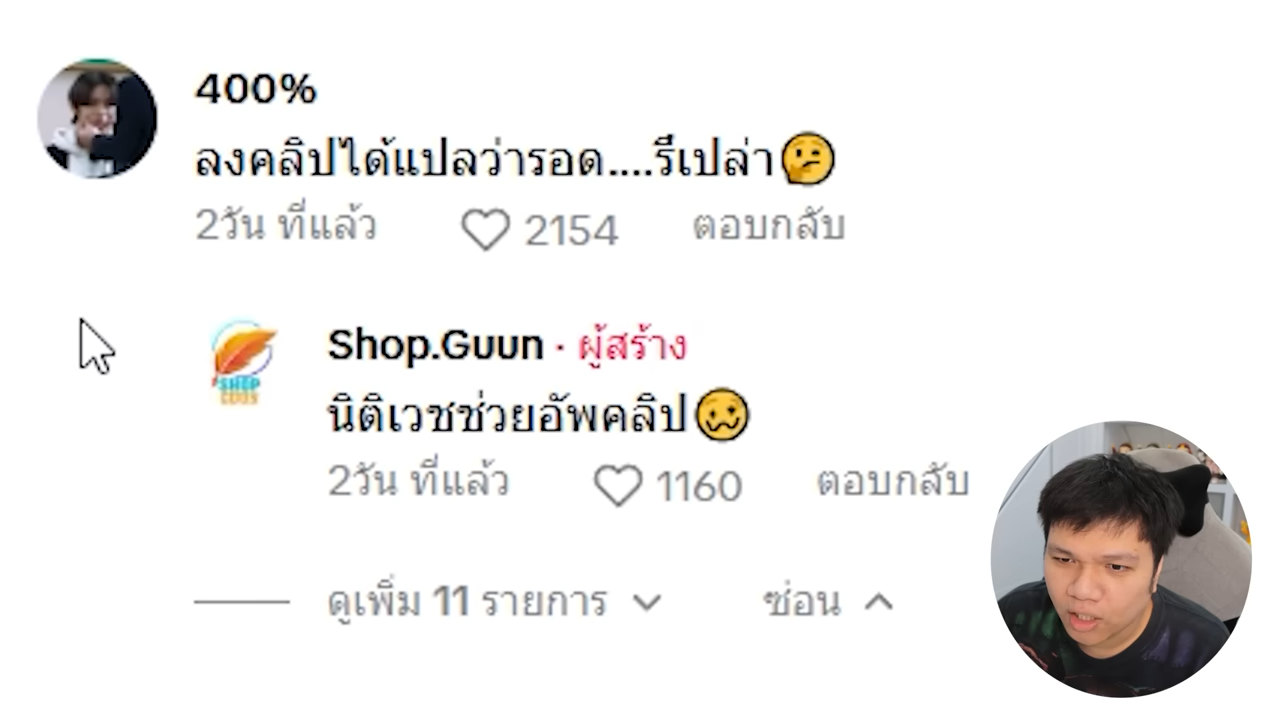 400%
ลงคลิปได้แปลว่ารอด....รึเปล่า🤔
2วัน ที่แล้ว 2154 ตอบกลับ
Shop.Guun · ผู้สร้าง
SHOP
GUUN
นิติเวชช่วยอัพคลิป🥴
2วัน ที่แล้ว 1160 ตอบกลับ
ดูเพิ่ม 11 รายการ ซ่อน